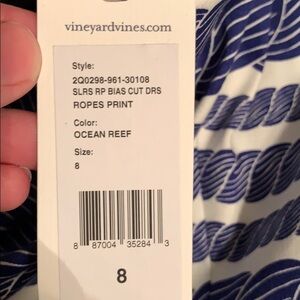 vineyardvines.com
Style:
2Q0298-961-30108
SLRS RP BIAS CUT DRS
ROPES PRINT
Color:
OCEAN REEF
Size:
8
8 87004 35284 3
8